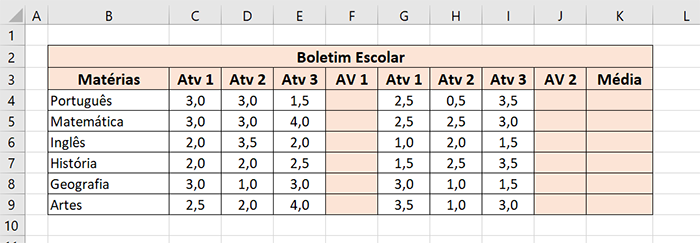 A B C D E F G H I J K L
1
2 Boletim Escolar
3 Matérias Atv 1 Atv 2 Atv 3 AV 1 Atv 1 Atv 2 Atv 3 AV 2 Média
4 Português 3,0 3,0 1,5 2,5 0,5 3,5
5 Matemática 3,0 3,0 4,0 2,5 2,5 3,0
6 Inglês 2,0 3,5 2,0 1,0 2,0 1,5
7 História 2,0 2,0 2,5 1,5 2,5 3,5
8 Geografia 3,0 1,0 3,0 3,0 1,0 1,5
9 Artes 2,5 2,0 4,0 3,5 1,0 3,0
10